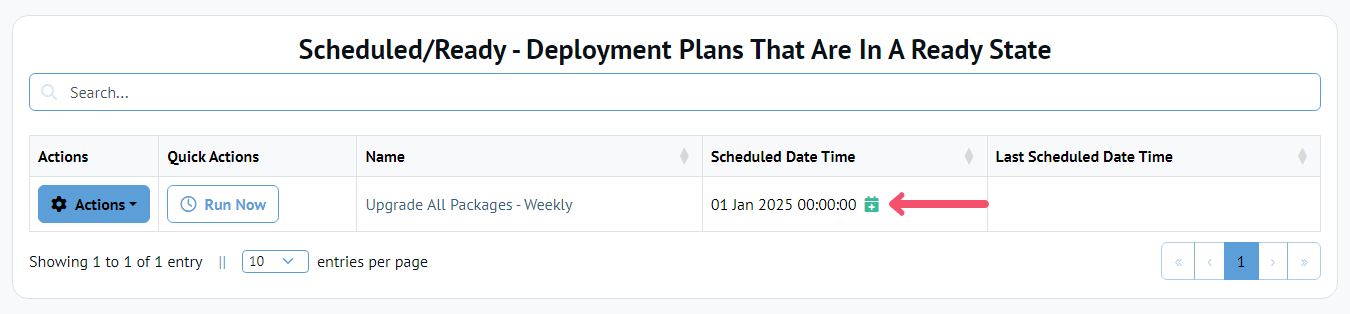 Scheduled/Ready - Deployment Plans That Are In A Ready State
Search...
Actions Quick Actions Name Scheduled Date Time Last Scheduled Date Time
Actions Run Now Upgrade All Packages - Weekly 01 Jan 2025 00:00:00
Showing 1 to 1 of 1 entry || 10 entries per page « ‹ 1 › »